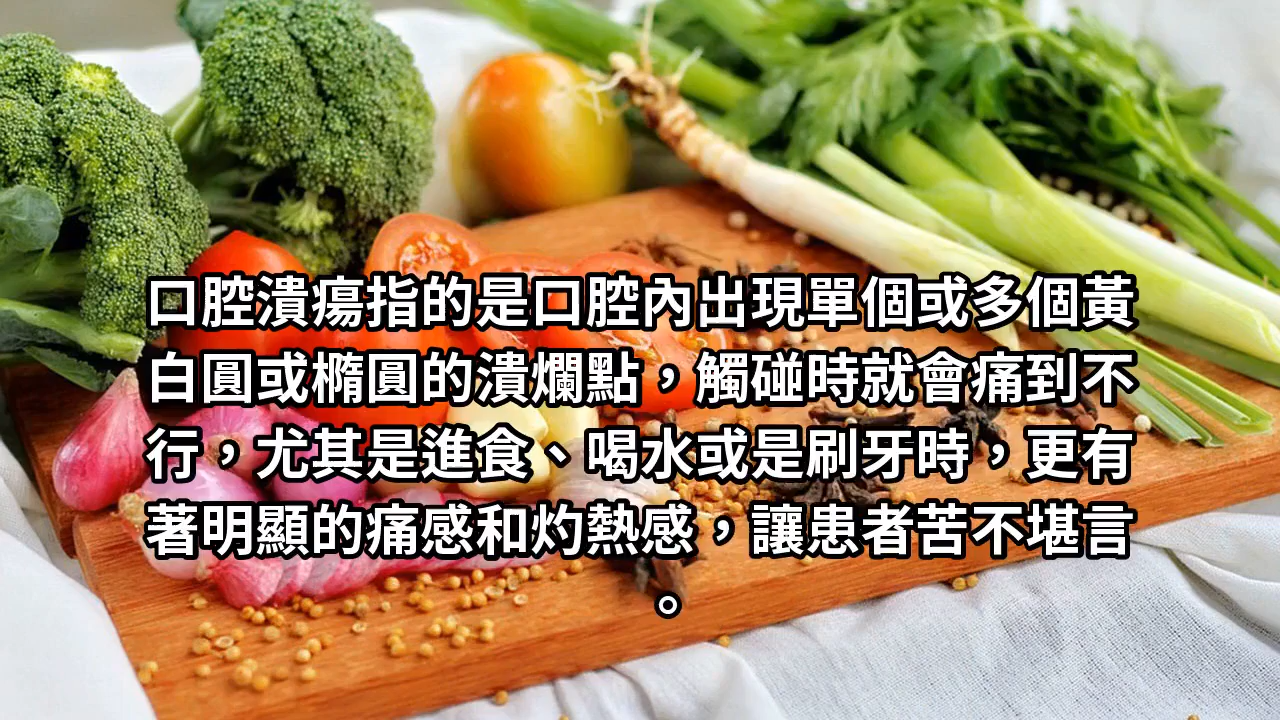 口腔潰瘍指的是口腔內出現單個或多個黃
白圓或橢圓的潰爛點，觸碰時就會痛到不
行，尤其是進食、喝水或是刷牙時，更有
著明顯的痛感和灼熱感，讓患者苦不堪言
。